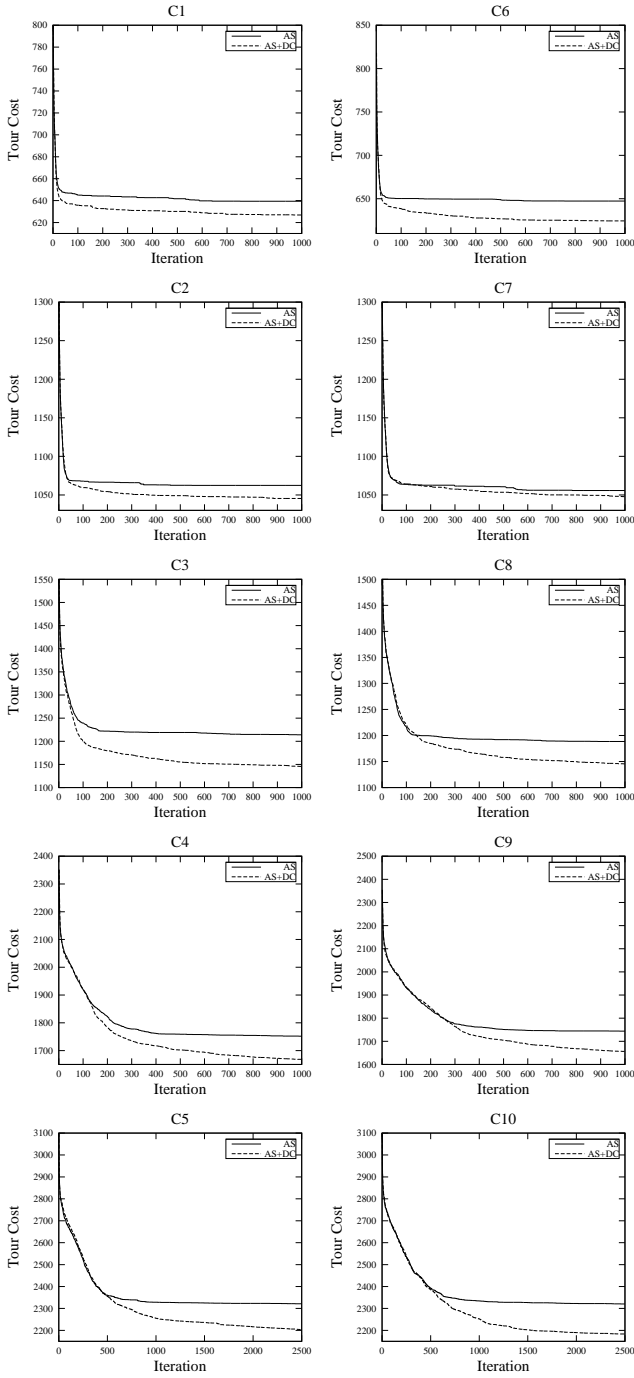 C1
Tour Cost
800
780
760
740
720
700
680
660
640
620
0 100 200 300 400 500 600 700 800 900 1000
Iteration
AS
AS+DC
C6
Tour Cost
850
800
750
700
650
0 100 200 300 400 500 600 700 800 900 1000
Iteration
AS
AS+DC
C2
Tour Cost
1300
1250
1200
1150
1100
1050
0 100 200 300 400 500 600 700 800 900 1000
Iteration
AS
AS+DC
C7
Tour Cost
1300
1250
1200
1150
1100
1050
0 100 200 300 400 500 600 700 800 900 1000
Iteration
AS
AS+DC
C3
Tour Cost
1550
1500
1450
1400
1350
1300
1250
1200
1150
1100
0 100 200 300 400 500 600 700 800 900 1000
Iteration
AS
AS+DC
C8
Tour Cost
1500
1450
1400
1350
1300
1250
1200
1150
1100
0 100 200 300 400 500 600 700 800 900 1000
Iteration
AS
AS+DC
C4
Tour Cost
2400
2300
2200
2100
2000
1900
1800
1700
0 100 200 300 400 500 600 700 800 900 1000
Iteration
AS
AS+DC
C9
Tour Cost
2500
2400
2300
2200
2100
2000
1900
1800
1700
1600
0 100 200 300 400 500 600 700 800 900 1000
Iteration
AS
AS+DC
C5
Tour Cost
3100
3000
2900
2800
2700
2600
2500
2400
2300
2200
0 500 1000 1500 2000 2500
Iteration
AS
AS+DC
C10
Tour Cost
3100
3000
2900
2800
2700
2600
2500
2400
2300
2200
0 500 1000 1500 2000 2500
Iteration
AS
AS+DC